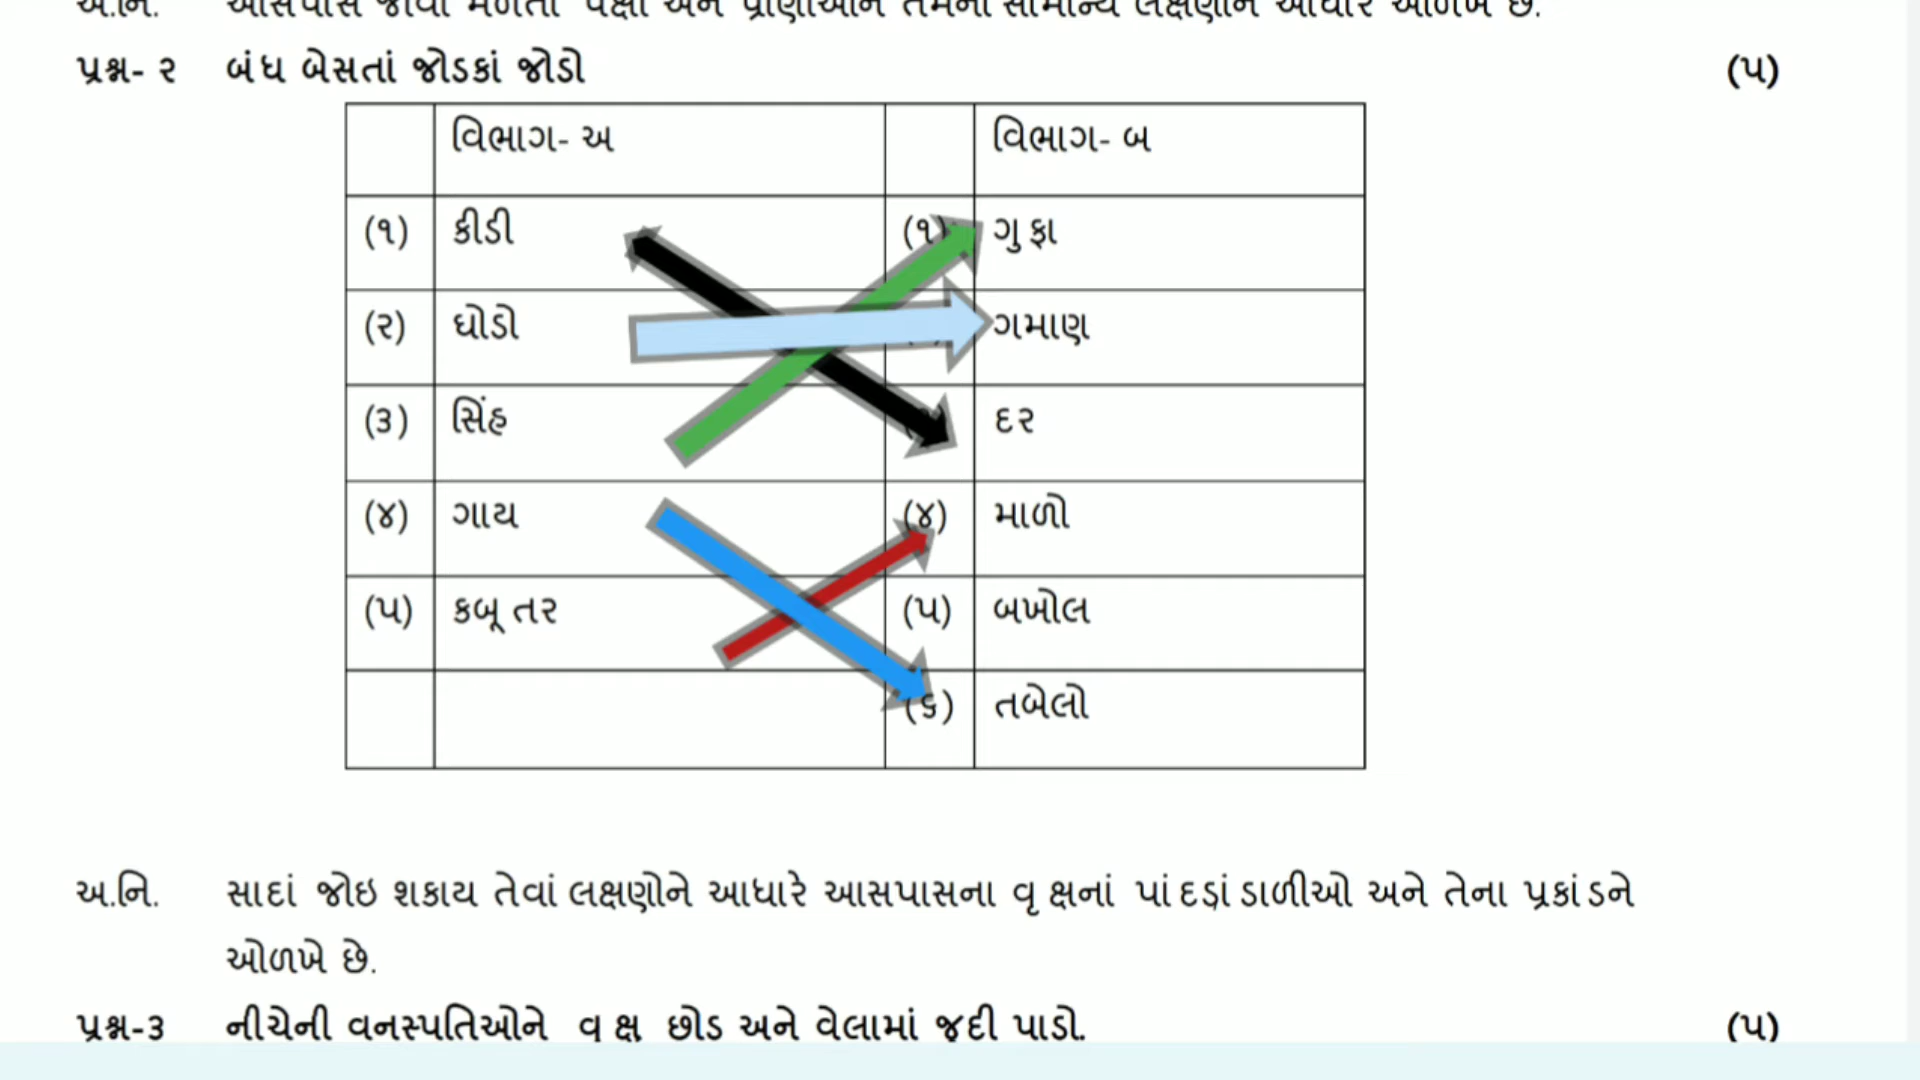 પ્રશ્ન- ૨ બંધ બેસતાં જોડકાં જોડો (૫)
વિભાગ- અ વિભાગ- બ
(૧) કીડી (૧) ગુફા
(૨) ઘોડો ગમાણ
(૩) સિંહ દર
(૪) ગાય (૪) માળો
(૫) કબૂતર (૫) બખોલ
(૬) તબેલો
અ.નિ. સાદાં જોઇ શકાય તેવાં લક્ષણોને આધારે આસપાસના વૃક્ષનાં પાંદડાં ડાળીઓ અને તેના પ્રકાંડને
ઓળખે છે.
પ્રશ્ન-૩ નીચેની વનસ્પતિઓને વૃક્ષ છોડ અને વેલામાં જુદી પાડો. (૫)